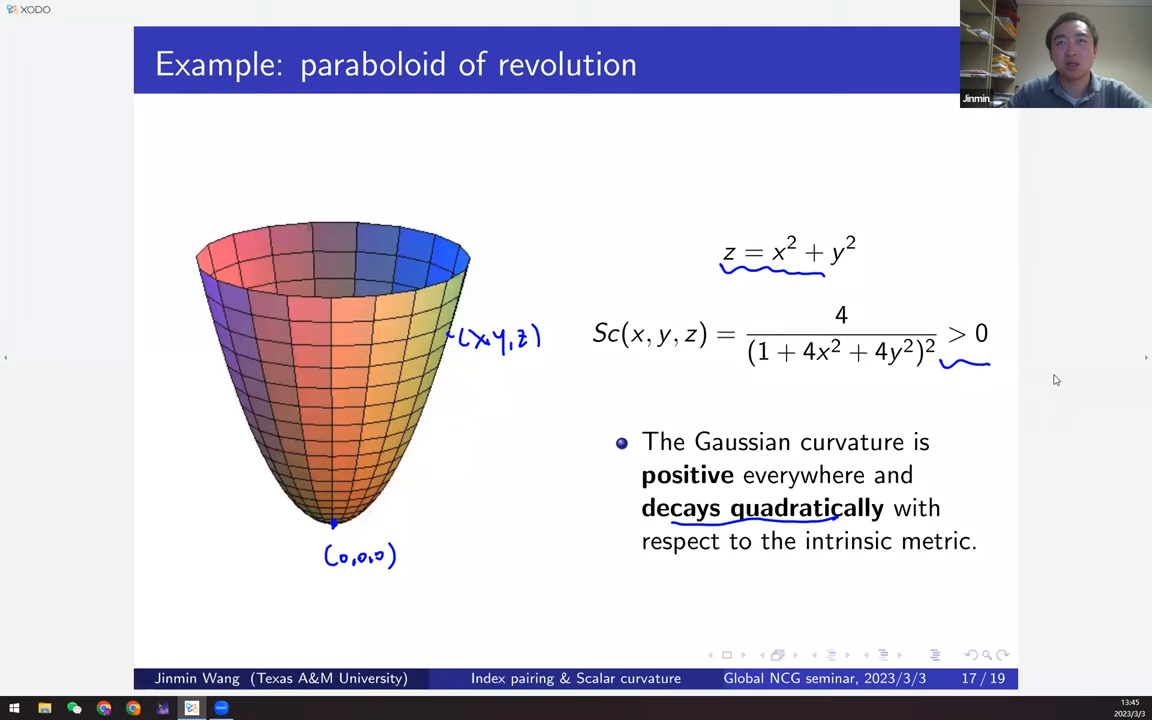 XODO
Example: paraboloid of revolution
Jinmin
z = x² + y²
Sc(x, y, z) = 4 / (1 + 4x² + 4y²)² > 0
(x,y,z)
The Gaussian curvature is
positive everywhere and
decays quadratically with
respect to the intrinsic metric.
(0,0,0)
Jinmin Wang (Texas A&M University) Index pairing & Scalar curvature Global NCG seminar, 2023/3/3 17 / 19
13:45
2023/3/3